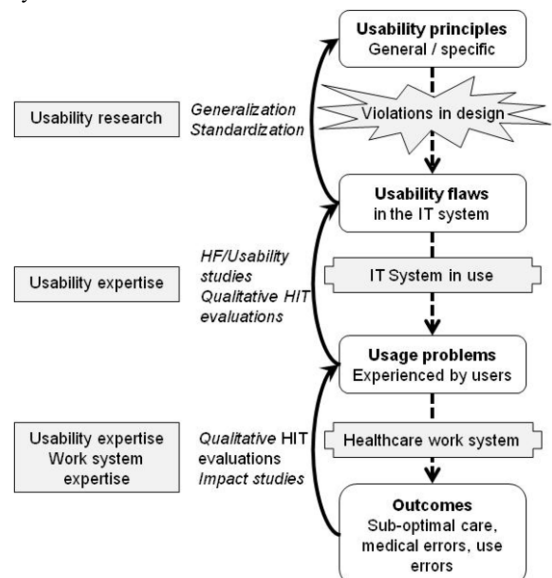 Usability principles
General / specific
Usability research
Generalization
Standardization
Violations in design
Usability flaws
in the IT system
HF/Usability
studies
Qualitative HIT
evaluations
Usability expertise
IT System in use
Usage problems
Experienced by users
Usability expertise
Work system
expertise
Qualitative HIT
evaluations
Impact studies
Healthcare work system
Outcomes
Sub-optimal care,
medical errors, use
errors